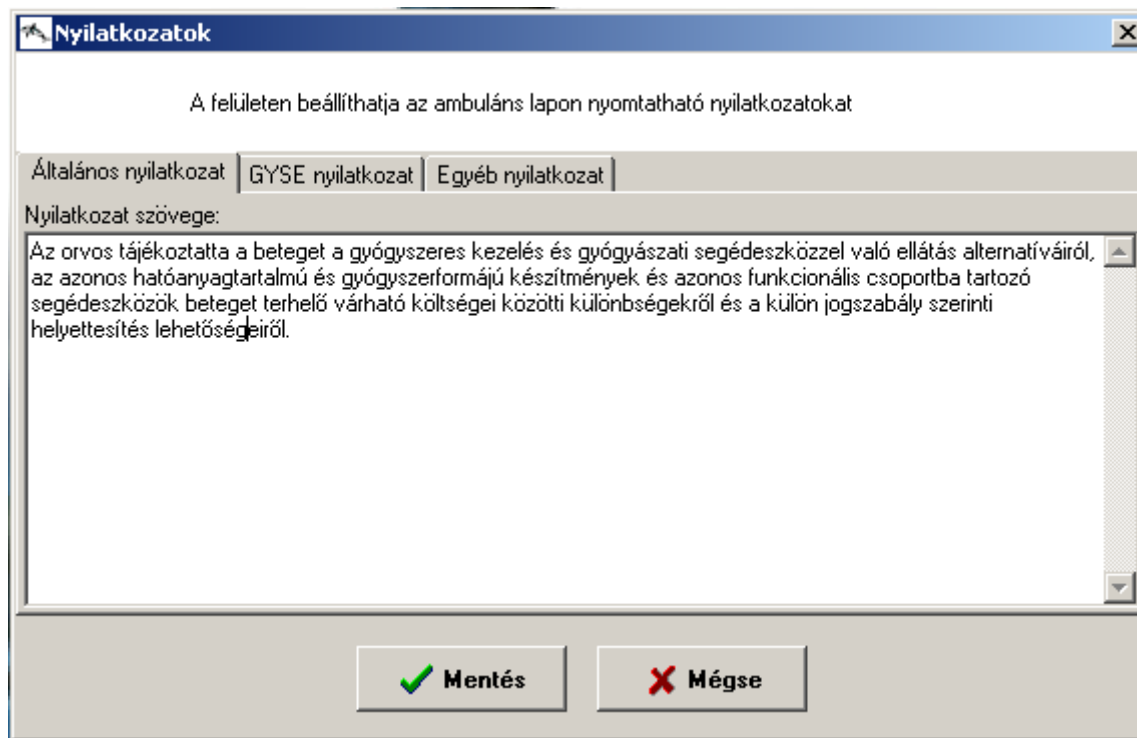 Nyilatkozatok
A felületen beállíthatja az ambuláns lapon nyomtatható nyilatkozatokat
Általános nyilatkozat GYSE nyilatkozat Egyéb nyilatkozat
Nyilatkozat szövege:
Az orvos tájékoztatta a beteget a gyógyszeres kezelés és gyógyászati segédeszközzel való ellátás alternatíváiról,
az azonos hatóanyagtartalmú és gyógyszerformájú készítmények és azonos funkcionális csoportba tartozó
segédeszközök beteget terhelő várható költségei közötti különbségekről és a külön jogszabály szerinti
helyettesítés lehetőségeiről.
Mentés Mégse